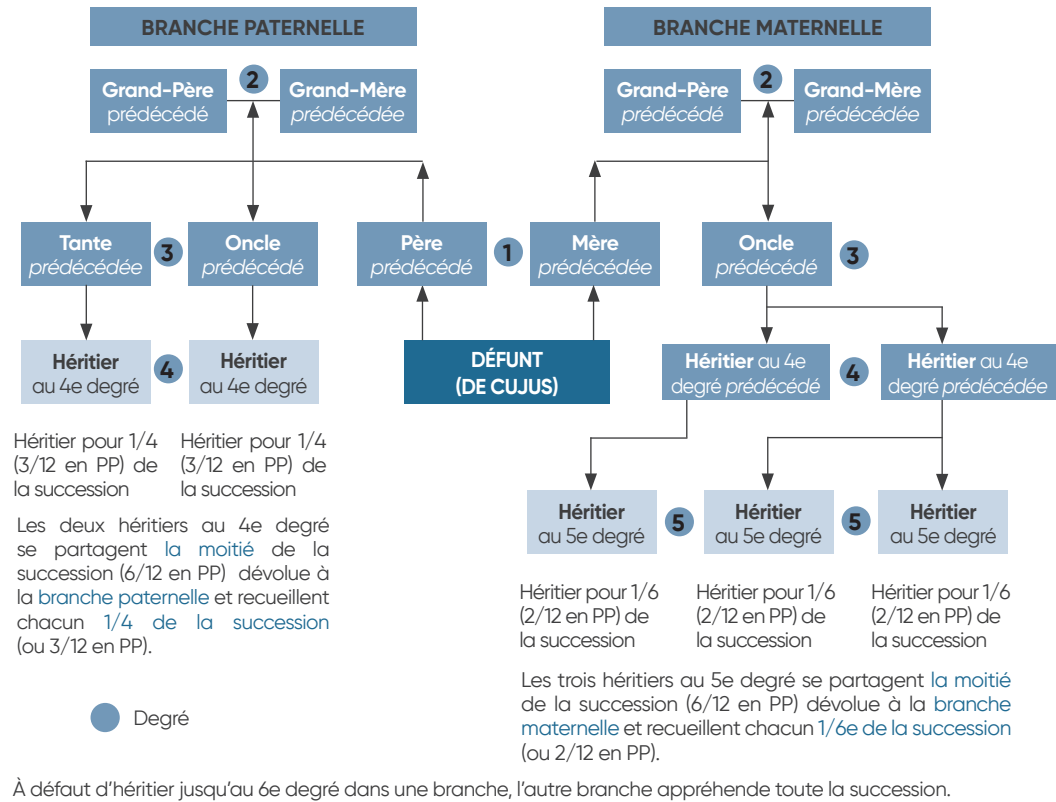 BRANCHE PATERNELLE
BRANCHE MATERNELLE
Grand-Père
prédécédé
2
Grand-Mère
prédécédée
Grand-Père
prédécédé
2
Grand-Mère
prédécédée
Tante
prédécédée
3
Oncle
prédécédé
Père
prédécédé
1
Mère
prédécédée
Oncle
prédécédé
3
Héritier
au 4e degré
4
Héritier
au 4e degré
DÉFUNT
(DE CUJUS)
Héritier au 4e
degré prédécédé
4
Héritier au 4e
degré prédécédée
Héritier pour 1/4
(3/12 en PP) de
la succession
Héritier pour 1/4
(3/12 en PP) de
la succession
Les deux héritiers au 4e degré
se partagent la moitié de la
succession (6/12 en PP) dévolue à
la branche paternelle et recueillent
chacun 1/4 de la succession
(ou 3/12 en PP).
Héritier
au 5e degré
5
Héritier
au 5e degré
5
Héritier
au 5e degré
Héritier pour 1/6
(2/12 en PP) de
la succession
Héritier pour 1/6
(2/12 en PP) de
la succession
Héritier pour 1/6
(2/12 en PP) de
la succession
Les trois héritiers au 5e degré se partagent la moitié
de la succession (6/12 en PP) dévolue à la branche
maternelle et recueillent chacun 1/6e de la succession
(ou 2/12 en PP).
Degré
À défaut d'héritier jusqu'au 6e degré dans une branche, l'autre branche appréhende toute la succession.